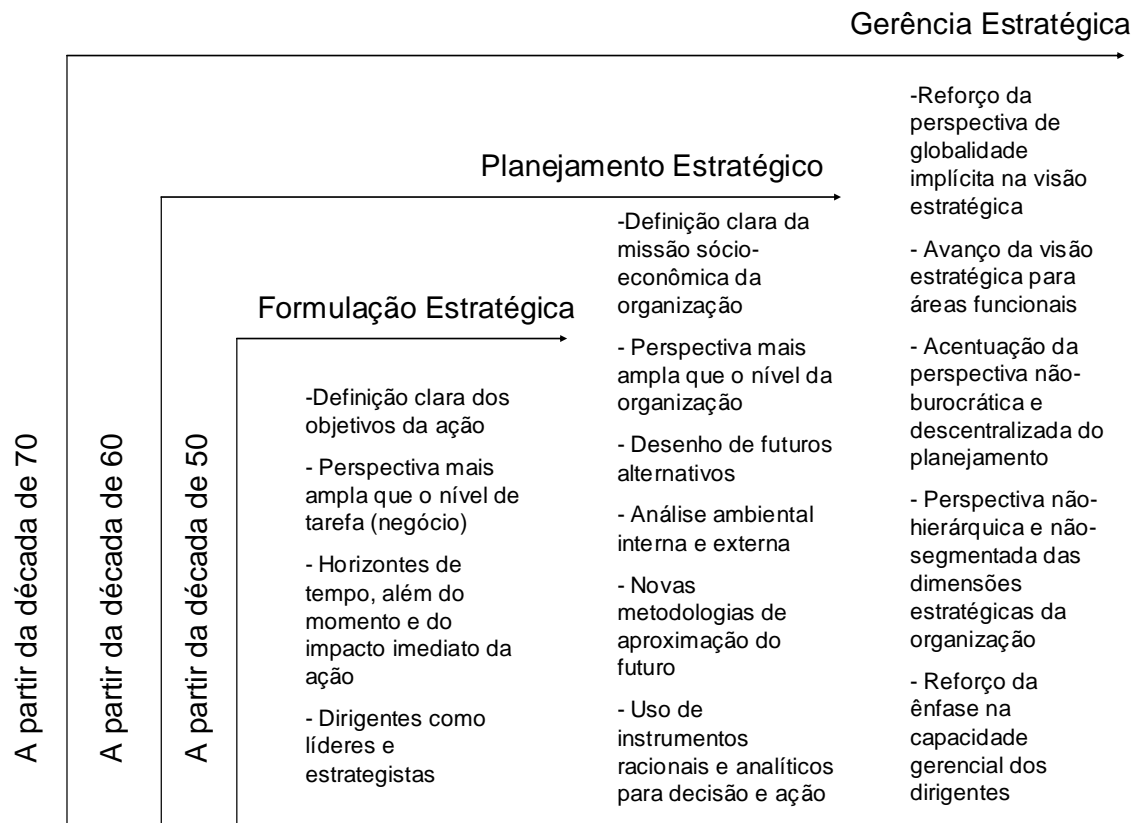 Gerência Estratégica
-Reforço da
perspectiva de
globalidade
implícita na visão
estratégica
- Avanço da visão
estratégica para
áreas funcionais
- Acentuação da
perspectiva não-
burocrática e
descentralizada do
planejamento
- Perspectiva não-
hierárquica e não-
segmentada das
dimensões
estratégicas da
organização
- Reforço da
ênfase na
capacidade
gerencial dos
dirigentes
Planejamento Estratégico
-Definição clara da
missão sócio-
econômica da
organização
- Perspectiva mais
ampla que o nível da
organização
- Desenho de futuros
alternativos
- Análise ambiental
interna e externa
- Novas
metodologias de
aproximação do
futuro
- Uso de
instrumentos
racionais e analíticos
para decisão e ação
Formulação Estratégica
-Definição clara dos
objetivos da ação
- Perspectiva mais
ampla que o nível de
tarefa (negócio)
- Horizontes de
tempo, além do
momento e do
impacto imediato da
ação
- Dirigentes como
líderes e
estrategistas
A partir da década de 70
A partir da década de 60
A partir da década de 50